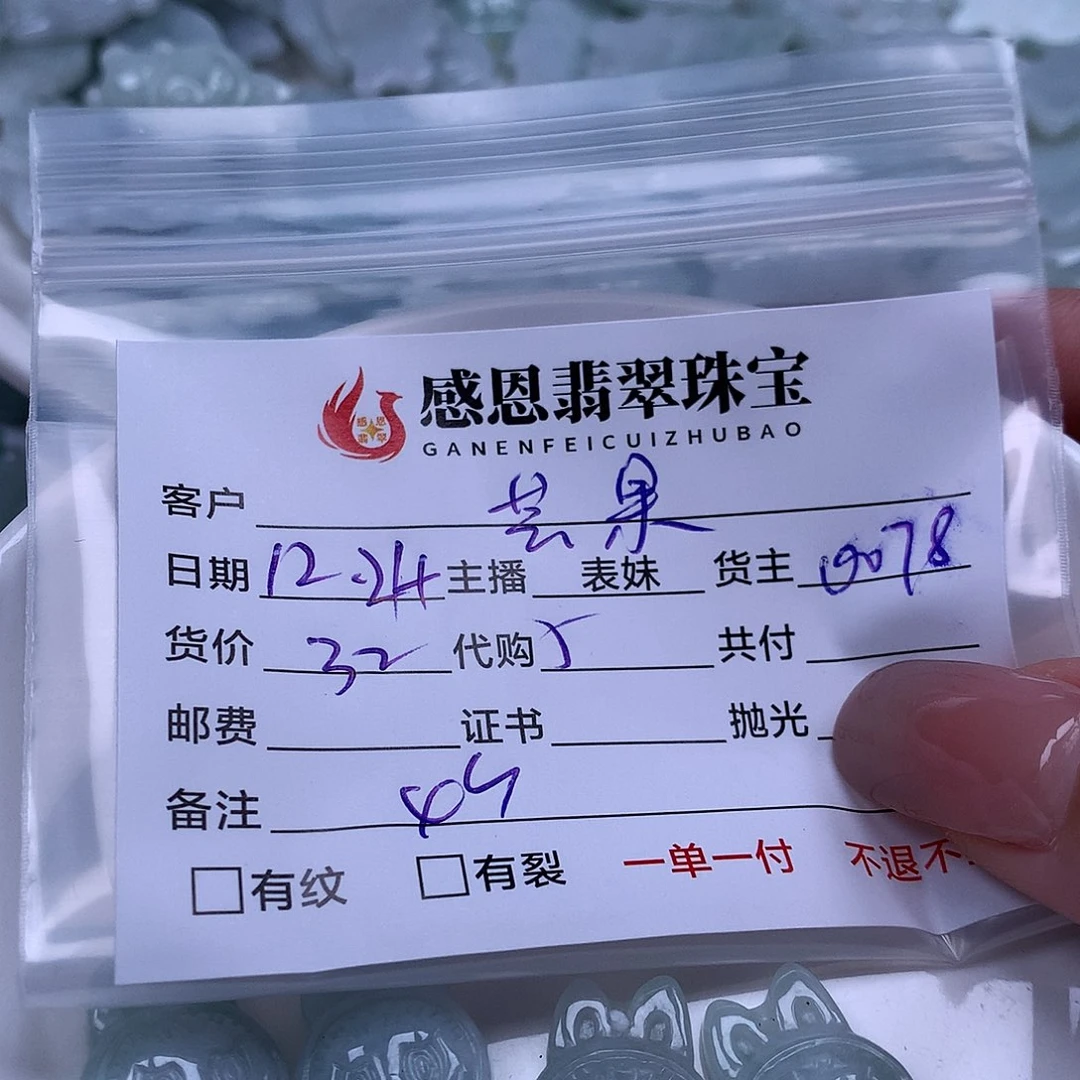 感恩翡翠珠宝
GANENFEICUIZHUBAO
客户 芸果
日期 12.24 主播 表妹 货主 0078
货价 32 代购 5 共付
邮费 证书 抛光
备注
有纹 有裂 一单一付 不退不